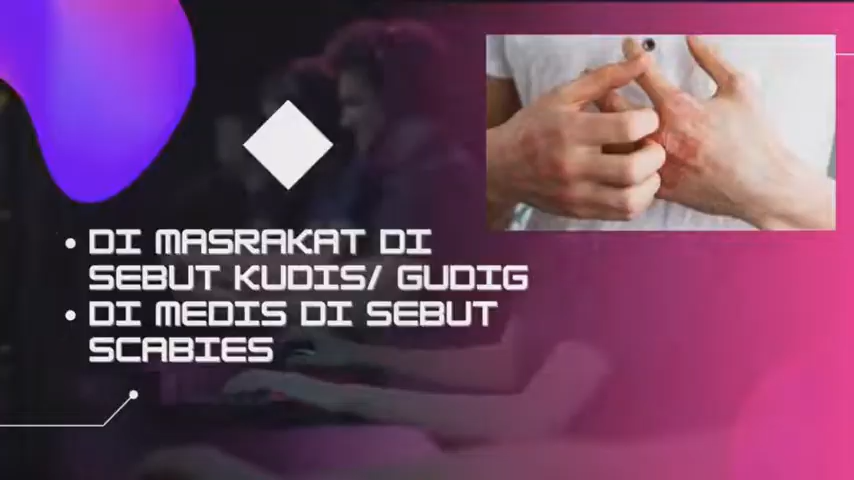 DI MASRAKAT DI
SEBUT KUDIS/ GUDIG
DI MEDIS DI SEBUT
SCABIES